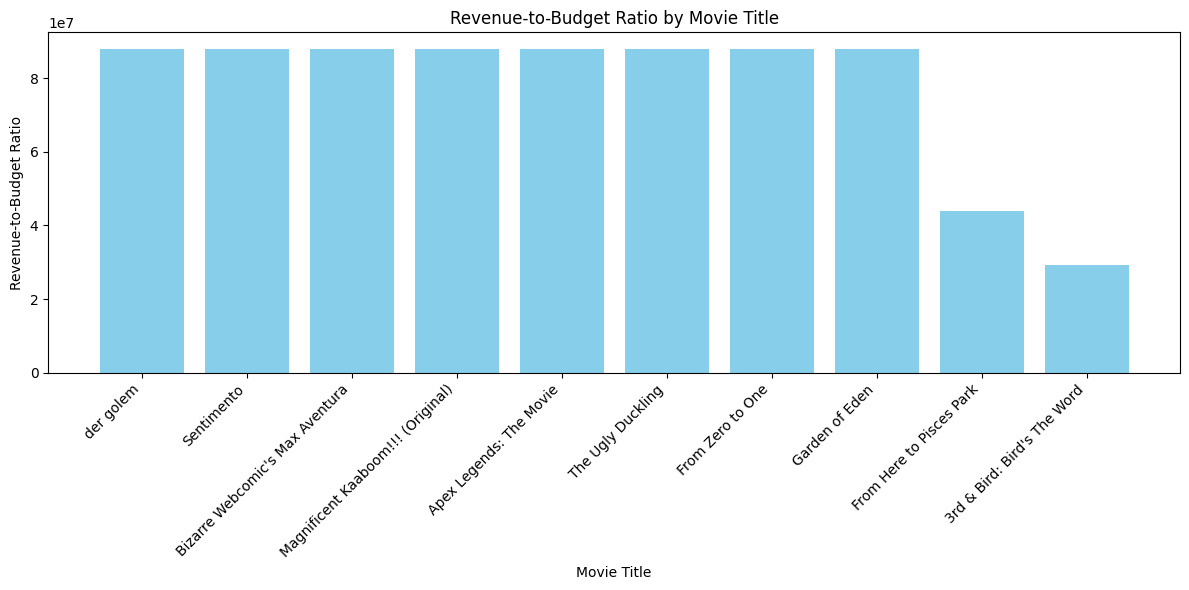 Revenue-to-Budget Ratio by Movie Title
1e7
8
6
4
2
0
Revenue-to-Budget Ratio
der golem
Sentimento
Bizarre Webcomic's Max Aventura
Magnificent Kaaboom!!! (Original)
Apex Legends: The Movie
The Ugly Duckling
From Zero to One
Garden of Eden
From Here to Pisces Park
3rd & Bird: Bird's The Word
Movie Title